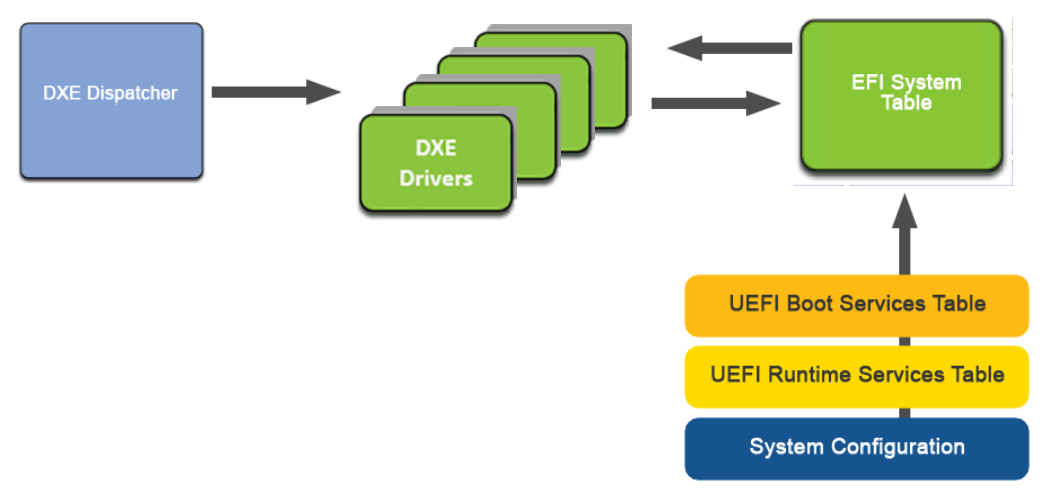 DXE Dispatcher
DXE
Drivers
EFI System
Table
UEFI Boot Services Table
UEFI Runtime Services Table
System Configuration